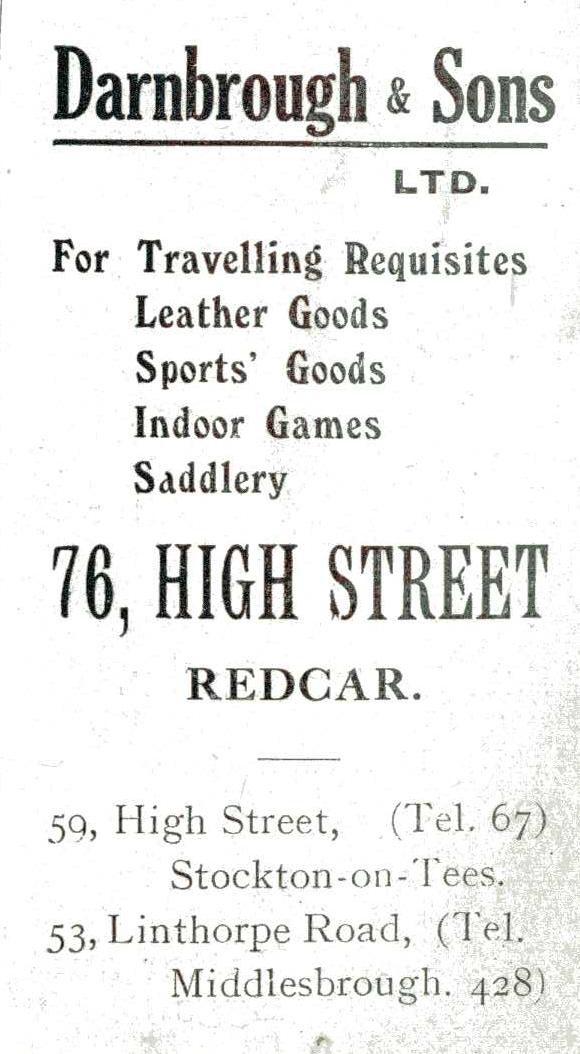 Darnbrough & Sons
LTD.
For Travelling Requisites
Leather Goods
Sports' Goods
Indoor Games
Saddlery
76, HIGH STREET
REDCAR.
59, High Street, (Tel. 67)
Stockton-on-Tees.
53, Linthorpe Road, (Tel.
Middlesbrough. 428)